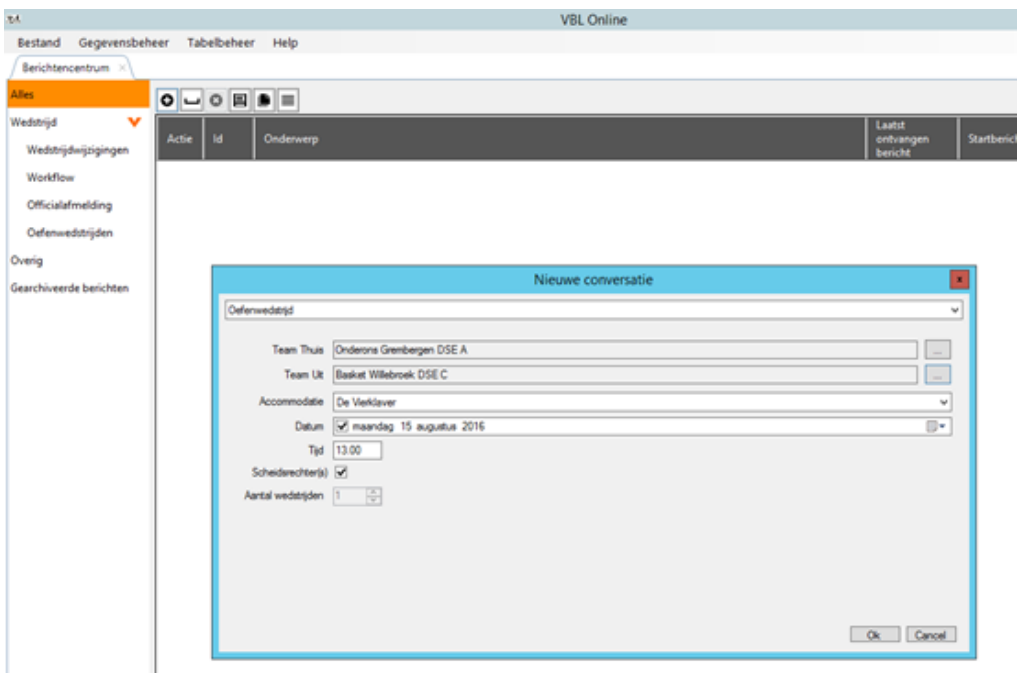 VBL Online
Bestand Gegevensbeheer Tabelbeheer Help
Berichtencentrum
Alles
Wedstrijd
Wedstrijdwijzigingen
Workflow
Officialafmelding
Oefenwedstrijden
Overig
Gearchiveerde berichten
Actie Id Onderwerp Laatst ontvangen bericht Startberich
Nieuwe conversatie
Oefenwedstrijd
Team Thuis Onderons Grembergen DSE A ...
Team Uit Basket Willebroek DSE C ...
Accommodatie De Vierklaver
Datum maandag 15 augustus 2016
Tijd 13.00
Scheidsrechter(s)
Aantal wedstrijden 1
Ok Cancel